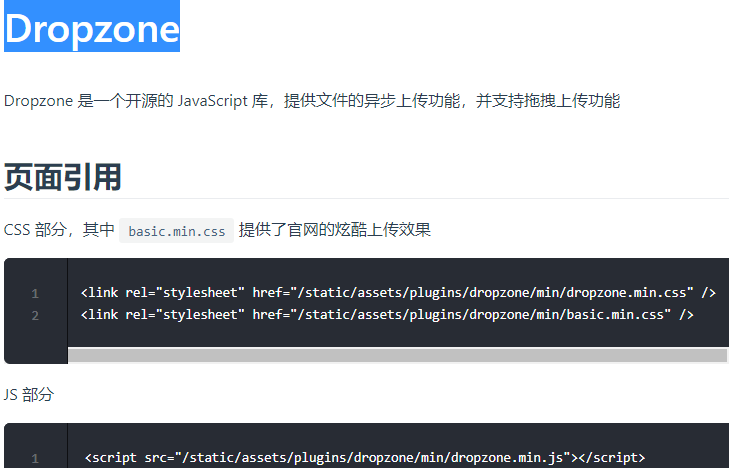 Dropzone
Dropzone 是一个开源的 JavaScript 库，提供文件的异步上传功能，并支持拖拽上传功能
页面引用
CSS 部分，其中 basic.min.css 提供了官网的炫酷上传效果
1 <link rel="stylesheet" href="/static/assets/plugins/dropzone/min/dropzone.min.css" />
2 <link rel="stylesheet" href="/static/assets/plugins/dropzone/min/basic.min.css" />
JS 部分
1 <script src="/static/assets/plugins/dropzone/min/dropzone.min.js"></script>